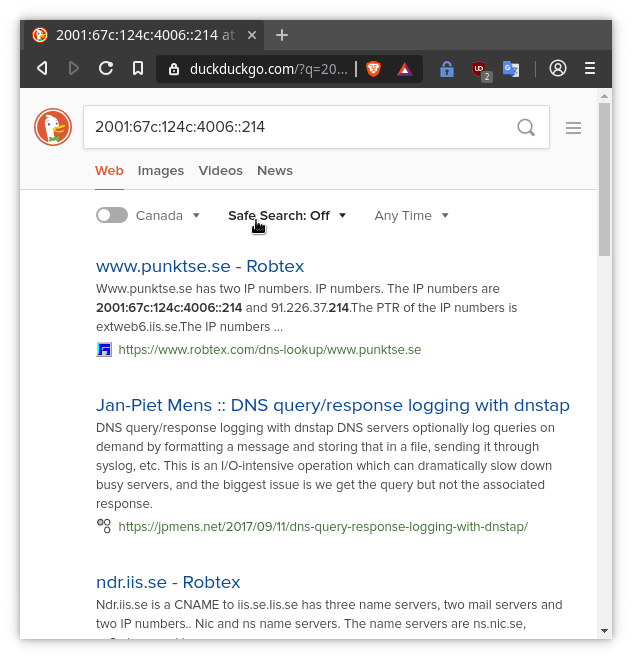 2001:67c:124c:4006::214 at
duckduckgo.com/?q=20...
UD
2
G
2001:67c:124c:4006::214
Web Images Videos News
Canada Safe Search: Off Any Time
www.punktse.se - Robtex
Www.punktse.se has two IP numbers. IP numbers. The IP numbers are
2001:67c:124c:4006::214 and 91.226.37.214.The PTR of the IP numbers is
extweb6.iis.se.The IP numbers ...
https://www.robtex.com/dns-lookup/www.punktse.se
Jan-Piet Mens :: DNS query/response logging with dnstap
DNS query/response logging with dnstap DNS servers optionally log queries on
demand by formatting a message and storing that in a file, sending it through
syslog, etc. This is an I/O-intensive operation which can dramatically slow down
busy servers, and the biggest issue is we get the query but not the associated
response.
https://jpmens.net/2017/09/11/dns-query-response-logging-with-dnstap/
ndr.iis.se - Robtex
Ndr.iis.se is a CNAME to iis.se.Iis.se has three name servers, two mail servers and
two IP numbers.. Nic and ns name servers. The name servers are ns.nic.se,